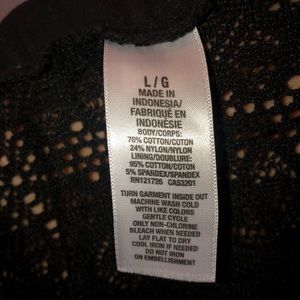 L/G
MADE IN
INDONESIA/
FABRIQUÉ EN
INDONÉSIE
BODY/CORPS:
76% COTTON/COTON
24% NYLON/NYLON
LINING/DOUBLURE:
95% COTTON/COTON
5% SPANDEX/SPANDEX
RN121726 CA53201
TURN GARMENT INSIDE OUT
MACHINE WASH COLD
WITH LIKE COLORS
GENTLE CYCLE
ONLY NON-CHLORINE
BLEACH WHEN NEEDED
LAY FLAT TO DRY
COOL IRON IF NEEDED
DO NOT IRON
ON EMBELLISHMENT